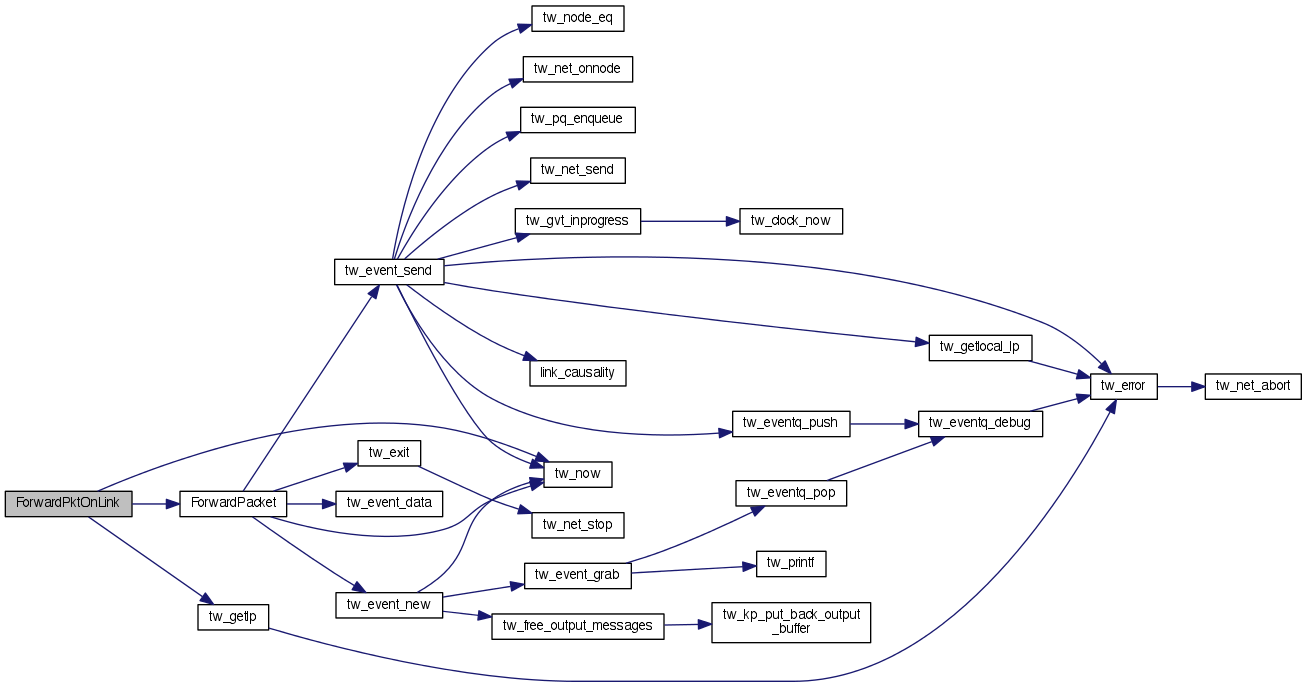 tw_node_eq
tw_net_onnode
tw_pq_enqueue
tw_net_send
tw_gvt_inprogress
tw_clock_now
tw_event_send
tw_getlocal_lp
link_causality
tw_error
tw_net_abort
tw_eventq_push
tw_eventq_debug
tw_exit
tw_now
ForwardPktOnLink
ForwardPacket
tw_event_data
tw_eventq_pop
tw_net_stop
tw_printf
tw_event_grab
tw_event_new
tw_getlp
tw_free_output_messages
tw_kp_put_back_output
_buffer